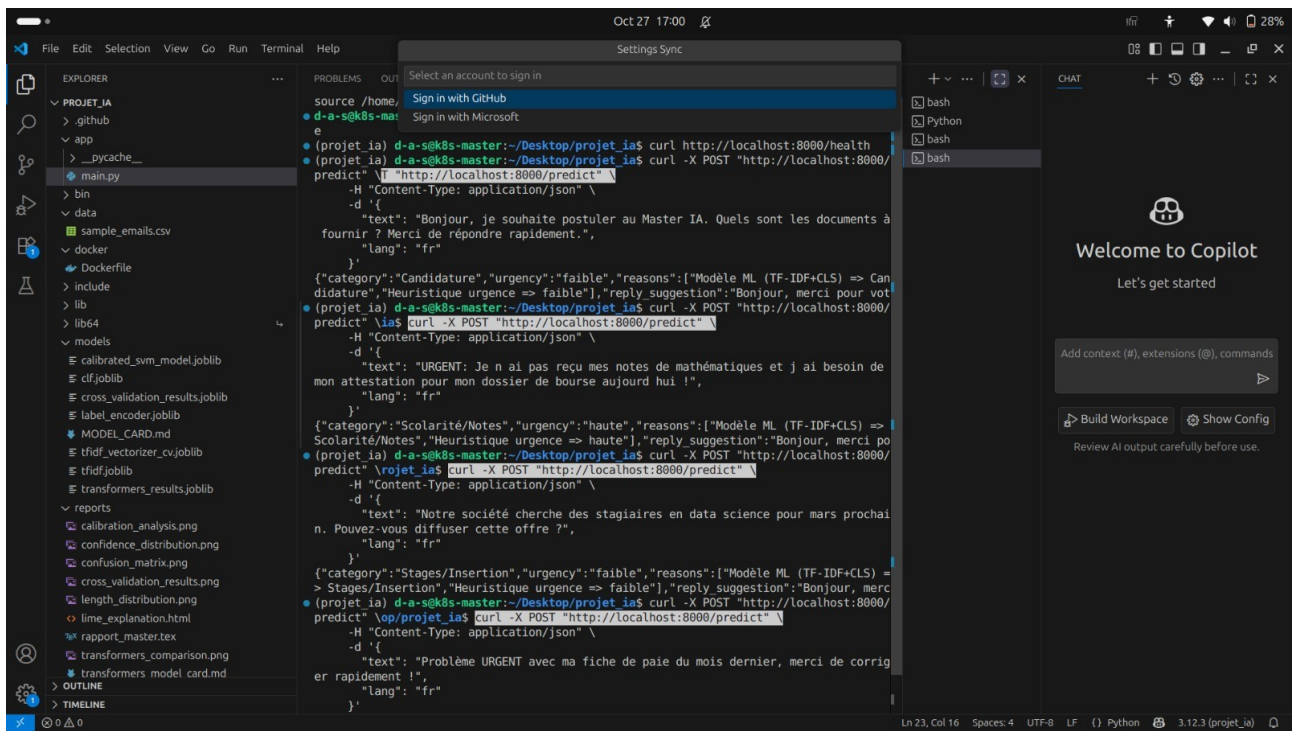 Oct 27 17:00
28%
File Edit Selection View Go Run Terminal Help
Settings Sync
Select an account to sign in
Sign in with GitHub
Sign in with Microsoft
EXPLORER
PROJET_IA
.github
app
__pycache__
main.py
bin
data
sample_emails.csv
docker
Dockerfile
include
lib
lib64
models
calibrated_svm_model.joblib
clf.joblib
cross_validation_results.joblib
label_encoder.joblib
MODEL_CARD.md
tfidf_vectorizer_cv.joblib
tfidf.joblib
transformers_results.joblib
reports
calibration_analysis.png
confidence_distribution.png
confusion_matrix.png
cross_validation_results.png
length_distribution.png
lime_explanation.html
rapport_master.tex
transformers_comparison.png
transformers_model_card.md
OUTLINE
TIMELINE
PROBLEMS OUT
source /home/
d-a-s@k8s-mas
e
(projet_ia) d-a-s@k8s-master:~/Desktop/projet_ia$ curl http://localhost:8000/health
(projet_ia) d-a-s@k8s-master:~/Desktop/projet_ia$ curl -X POST "http://localhost:8000/
predict" \T "http://localhost:8000/predict" \
-H "Content-Type: application/json" \
-d '{
"text": "Bonjour, je souhaite postuler au Master IA. Quels sont les documents à
fournir ? Merci de répondre rapidement.",
"lang": "fr"
}'
{"category":"Candidature","urgency":"faible","reasons":["Modèle ML (TF-IDF+CLS) => Can
didature","Heuristique urgence => faible"],"reply_suggestion":"Bonjour, merci pour vot
(projet_ia) d-a-s@k8s-master:~/Desktop/projet_ia$ curl -X POST "http://localhost:8000/
predict" \ia$ curl -X POST "http://localhost:8000/predict" \
-H "Content-Type: application/json" \
-d '{
"text": "URGENT: Je n ai pas reçu mes notes de mathématiques et j ai besoin de
mon attestation pour mon dossier de bourse aujourd hui !",
"lang": "fr"
}'
{"category":"Scolarité/Notes","urgency":"haute","reasons":["Modèle ML (TF-IDF+CLS) =>
Scolarité/Notes","Heuristique urgence => haute"],"reply_suggestion":"Bonjour, merci po
(projet_ia) d-a-s@k8s-master:~/Desktop/projet_ia$ curl -X POST "http://localhost:8000/
predict" \rojet_ia$ curl -X POST "http://localhost:8000/predict" \
-H "Content-Type: application/json" \
-d '{
"text": "Notre société cherche des stagiaires en data science pour mars prochai
n. Pouvez-vous diffuser cette offre ?",
"lang": "fr"
}'
{"category":"Stages/Insertion","urgency":"faible","reasons":["Modèle ML (TF-IDF+CLS) =
> Stages/Insertion","Heuristique urgence => faible"],"reply_suggestion":"Bonjour, merc
(projet_ia) d-a-s@k8s-master:~/Desktop/projet_ia$ curl -X POST "http://localhost:8000/
predict" \op/projet_ia$ curl -X POST "http://localhost:8000/predict" \
-H "Content-Type: application/json" \
-d '{
"text": "Problème URGENT avec ma fiche de paie du mois dernier, merci de corrig
er rapidement !",
"lang": "fr"
}'
bash
Python
bash
bash
CHAT
Welcome to Copilot
Let's get started
Add context (#), extensions (@), commands
Build Workspace
Show Config
Review AI output carefully before use.
0 0
Ln 23, Col 16 Spaces: 4 UTF-8 LF {} Python 3.12.3 (projet_ia)